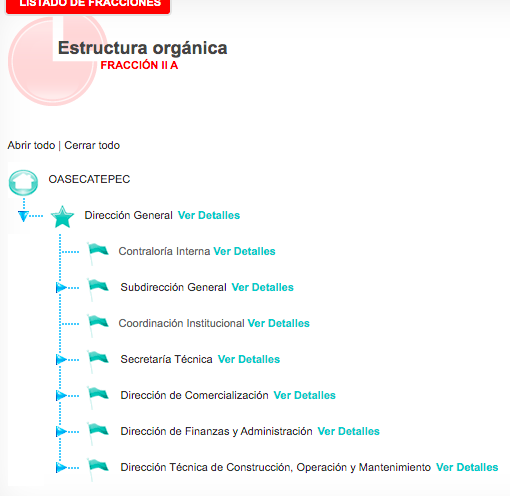 LISTADO DE FRACCIONES
Estructura orgánica
FRACCIÓN II A
Abrir todo | Cerrar todo
OASECATEPEC
Dirección General Ver Detalles
Contraloría Interna Ver Detalles
Subdirección General Ver Detalles
Coordinación Institucional Ver Detalles
Secretaría Técnica Ver Detalles
Dirección de Comercialización Ver Detalles
Dirección de Finanzas y Administración Ver Detalles
Dirección Técnica de Construcción, Operación y Mantenimiento Ver Detalles